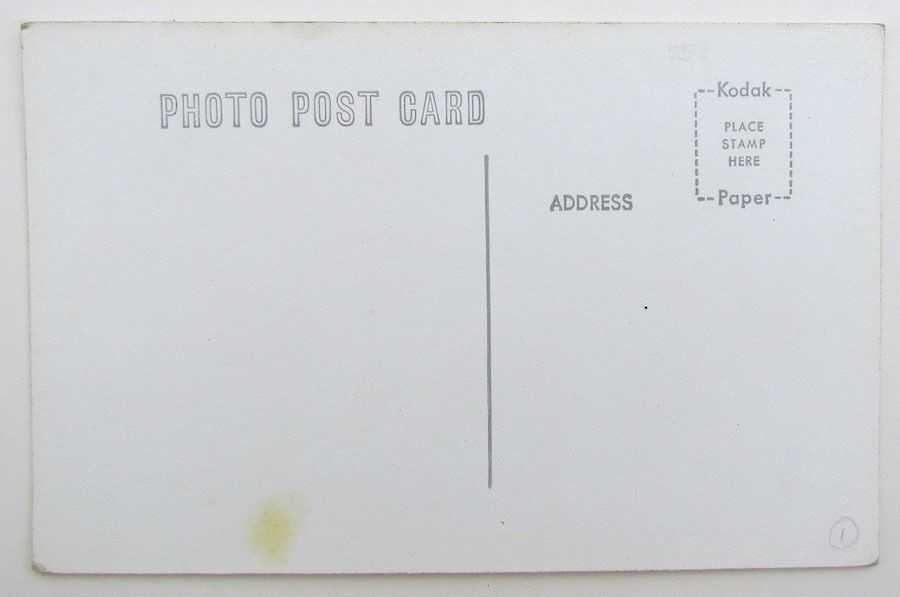 PHOTO POST CARD
Kodak
PLACE
STAMP
HERE
Paper
ADDRESS
1